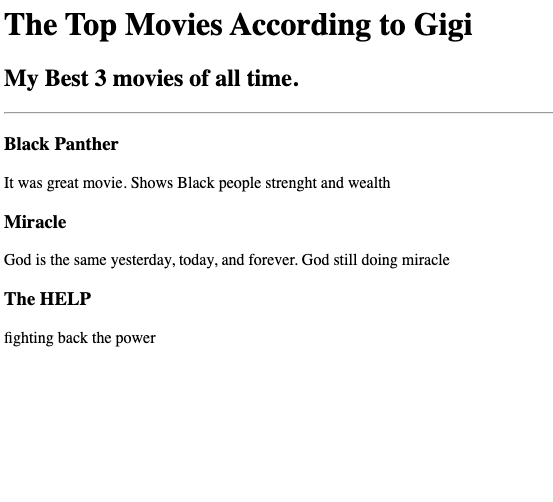 The Top Movies According to Gigi
My Best 3 movies of all time.
Black Panther
It was great movie. Shows Black people strenght and wealth
Miracle
God is the same yesterday, today, and forever. God still doing miracle
The HELP
fighting back the power